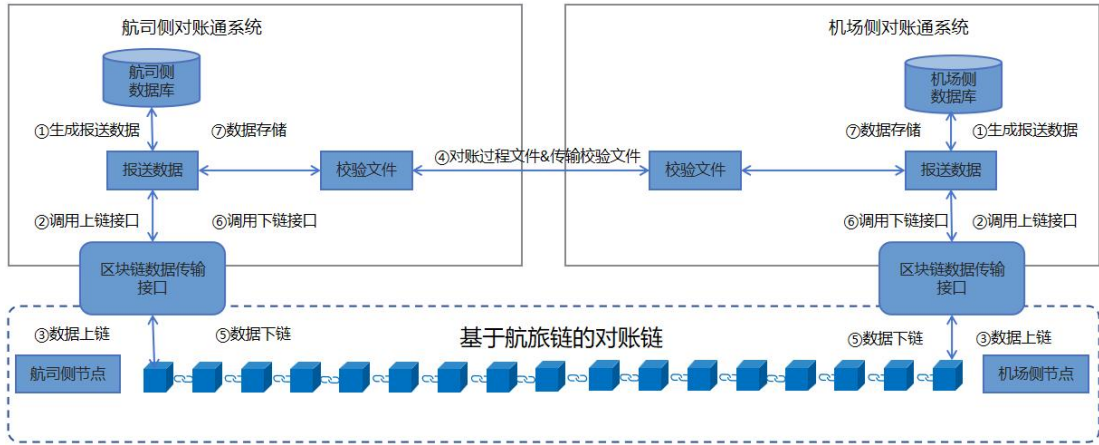 航司侧对账通系统
机场侧对账通系统
航司侧
数据库
机场侧
数据库
①生成报送数据
⑦数据存储
⑦数据存储
①生成报送数据
④对账过程文件&传输校验文件
报送数据
校验文件
校验文件
报送数据
②调用上链接口
⑥调用下链接口
⑥调用下链接口
②调用上链接口
区块链数据传输
接口
区块链数据传输
接口
③数据上链
⑤数据下链
基于航旅链的对账链
⑤数据下链
③数据上链
航司侧节点
机场侧节点